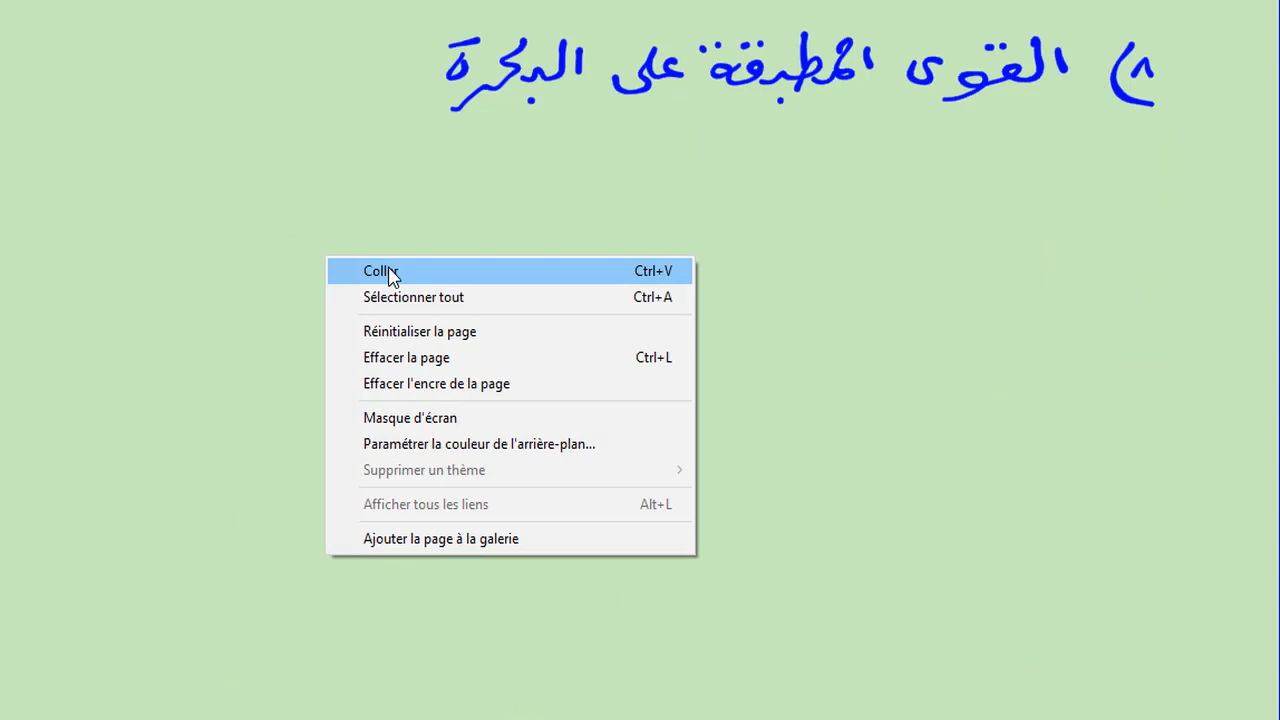 ١) القوى المطبقة على البكرة
Coller Ctrl+V
Sélectionner tout Ctrl+A
Réinitialiser la page
Effacer la page Ctrl+L
Effacer l'encre de la page
Masque d'écran
Paramétrer la couleur de l'arrière-plan...
Supprimer un thème
Afficher tous les liens Alt+L
Ajouter la page à la galerie